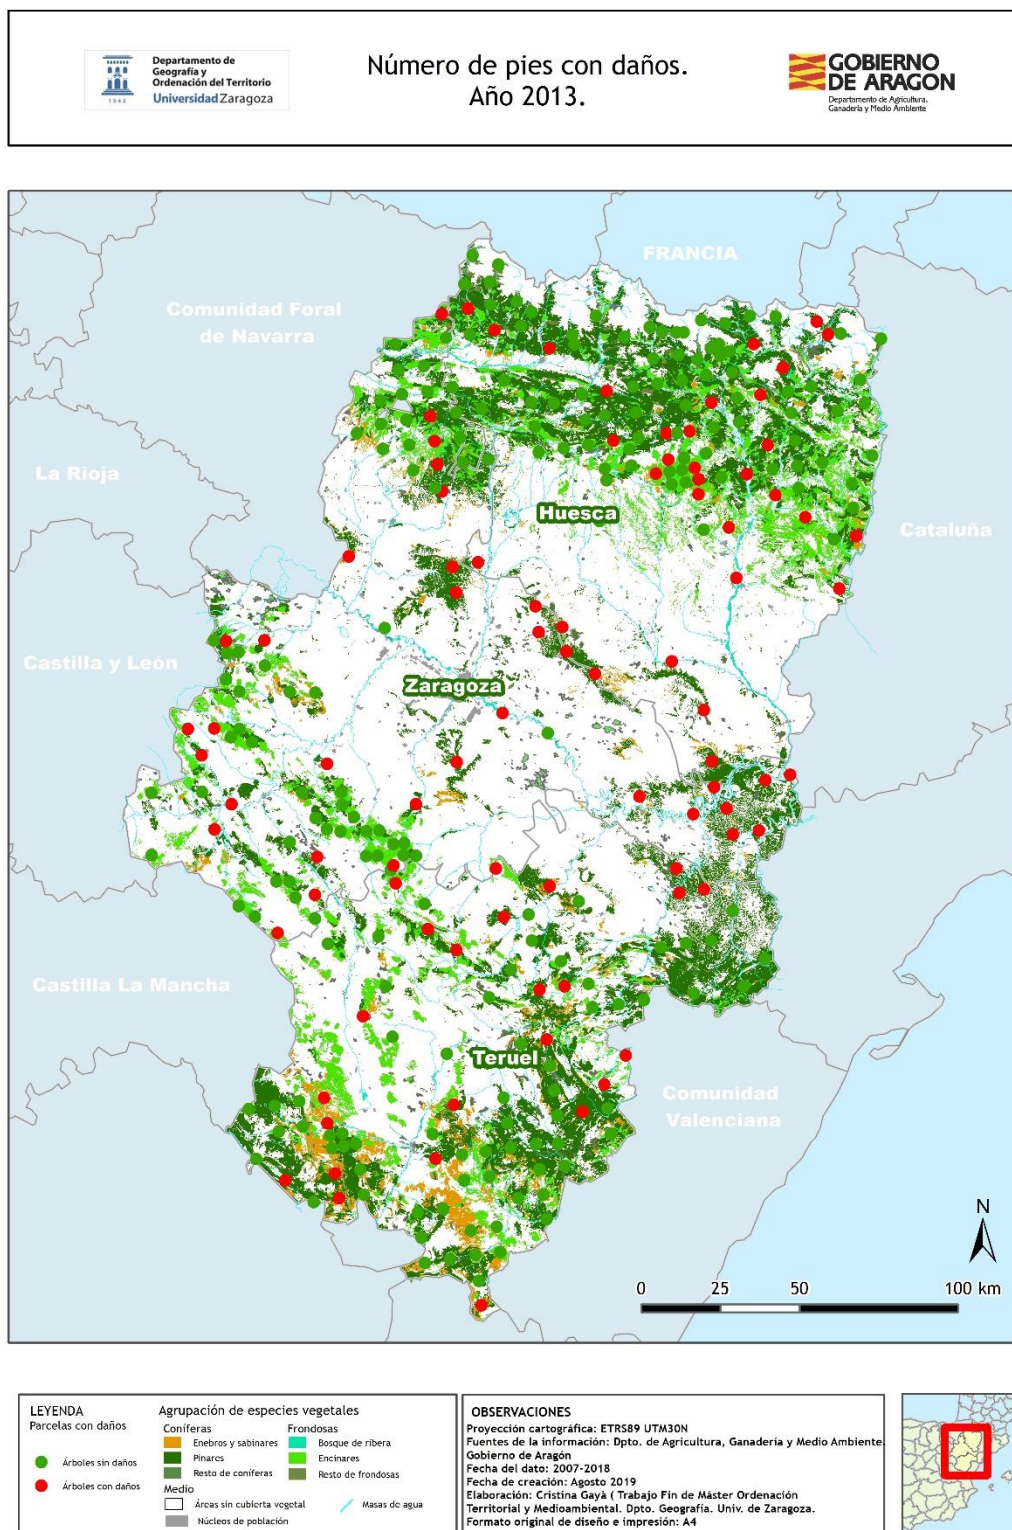 Departamento de
Geografía y
Ordenación del Territorio
Universidad Zaragoza
1542
Número de pies con daños.
Año 2013.
GOBIERNO
DE ARAGON
Departamento de Agricultura,
Ganadería y Medio Ambiente
FRANCIA
Comunidad Foral
de Navarra
La Rioja
Huesca
Cataluña
Castilla y León
Zaragoza
Castilla La Mancha
Teruel
Comunidad
Valenciana
N
0 25 50 100 km
LEYENDA
Parcelas con daños
Árboles sin daños
Árboles con daños
Agrupación de especies vegetales
Coníferas
Enebros y sabinares
Pinares
Resto de coníferas
Frondosas
Bosque de ribera
Encinares
Resto de frondosas
Medio
Áreas sin cubierta vegetal
Masas de agua
Núcleos de población
OBSERVACIONES
Proyección cartográfica: ETRS89 UTM30N
Fuentes de la información: Dpto. de Agricultura, Ganadería y Medio Ambiente.
Gobierno de Aragón
Fecha del dato: 2007-2018
Fecha de creación: Agosto 2019
Elaboración: Cristina Gayà ( Trabajo Fin de Máster Ordenación
Territorial y Medioambiental. Dpto. Geografía. Univ. de Zaragoza.
Formato original de diseño e impresión: A4